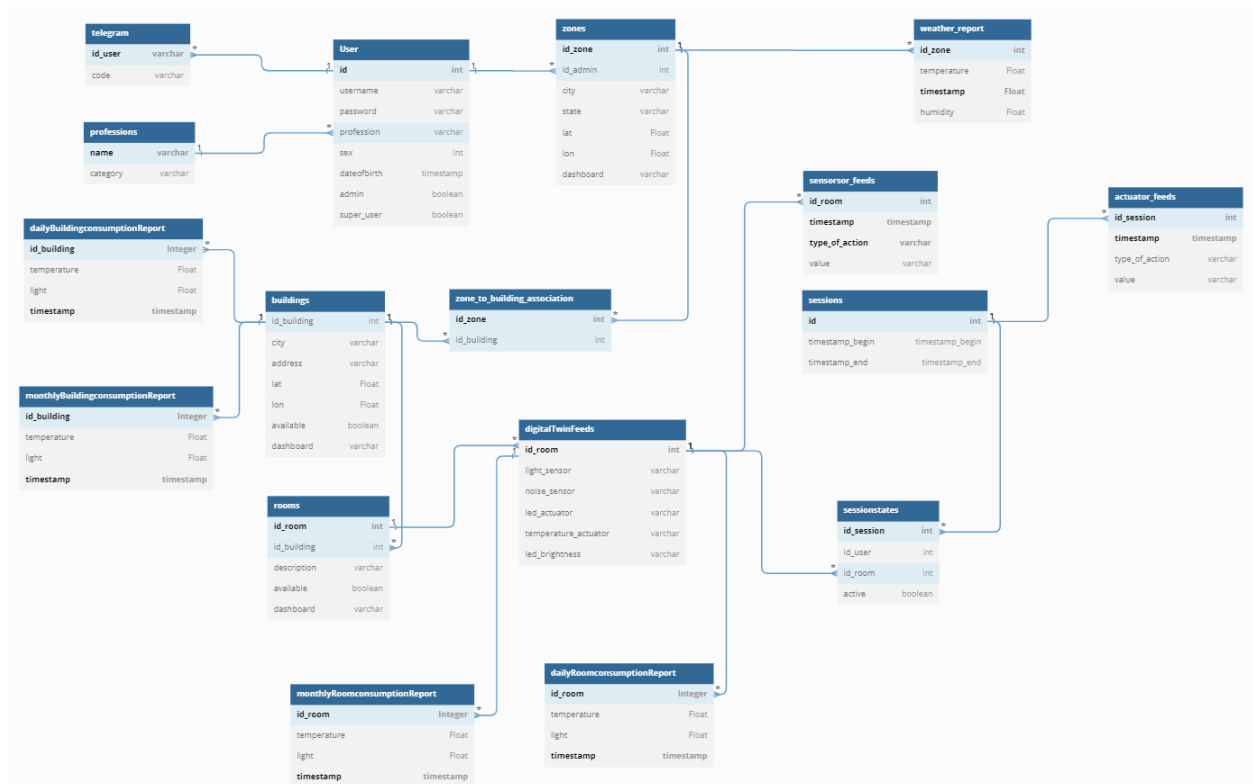 telegram
id_user varchar
code varchar
professions
name varchar
category varchar
User
id int
username varchar
password varchar
profession varchar
sex int
dateofbirth timestamp
admin boolean
super_user boolean
zones
id_zone int
id_admin int
city varchar
state varchar
lat Float
lon Float
dashboard varchar
weather_report
id_zone int
temperature Float
timestamp Float
humidity Float
sensorsor_feeds
id_room int
timestamp timestamp
type_of_action varchar
value varchar
actuator_feeds
id_session int
timestamp timestamp
type_of_action varchar
value varchar
dailyBuildingconsumptionReport
id_building Integer
temperature Float
light Float
timestamp timestamp
buildings
id_building int
city varchar
address varchar
lat Float
lon Float
available boolean
dashboard varchar
zone_to_building_association
id_zone int
id_building int
sessions
id int
timestamp_begin timestamp_begin
timestamp_end timestamp_end
monthlyBuildingconsumptionReport
id_building Integer
temperature Float
light Float
timestamp timestamp
digitalTwinFeeds
id_room int
light_sensor varchar
noise_sensor varchar
led_actuator varchar
temperature_actuator varchar
led_brightness varchar
rooms
id_room int
id_building int
description varchar
available boolean
dashboard varchar
sessionstates
id_session int
id_user int
id_room int
active boolean
monthlyRoomconsumptionReport
id_room Integer
temperature Float
light Float
timestamp timestamp
dailyRoomconsumptionReport
id_room Integer
temperature Float
light Float
timestamp timestamp